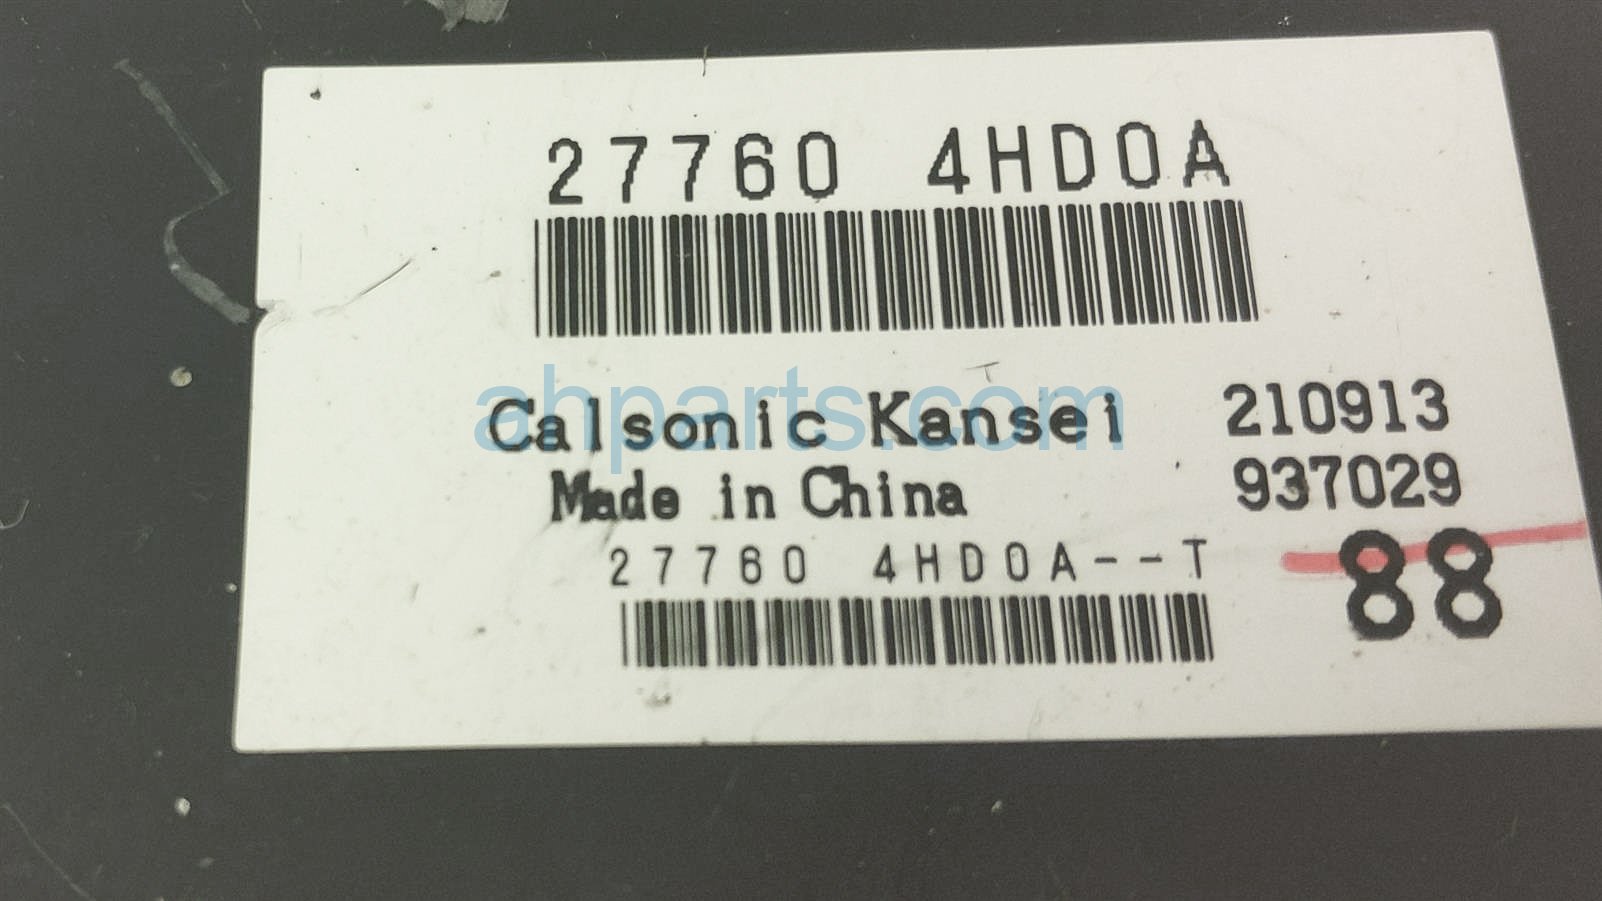 27760 4HD0A
Calsonic Kansei 210913
Made in China 937029
27760 4HD0A--T
88
ahparts.com